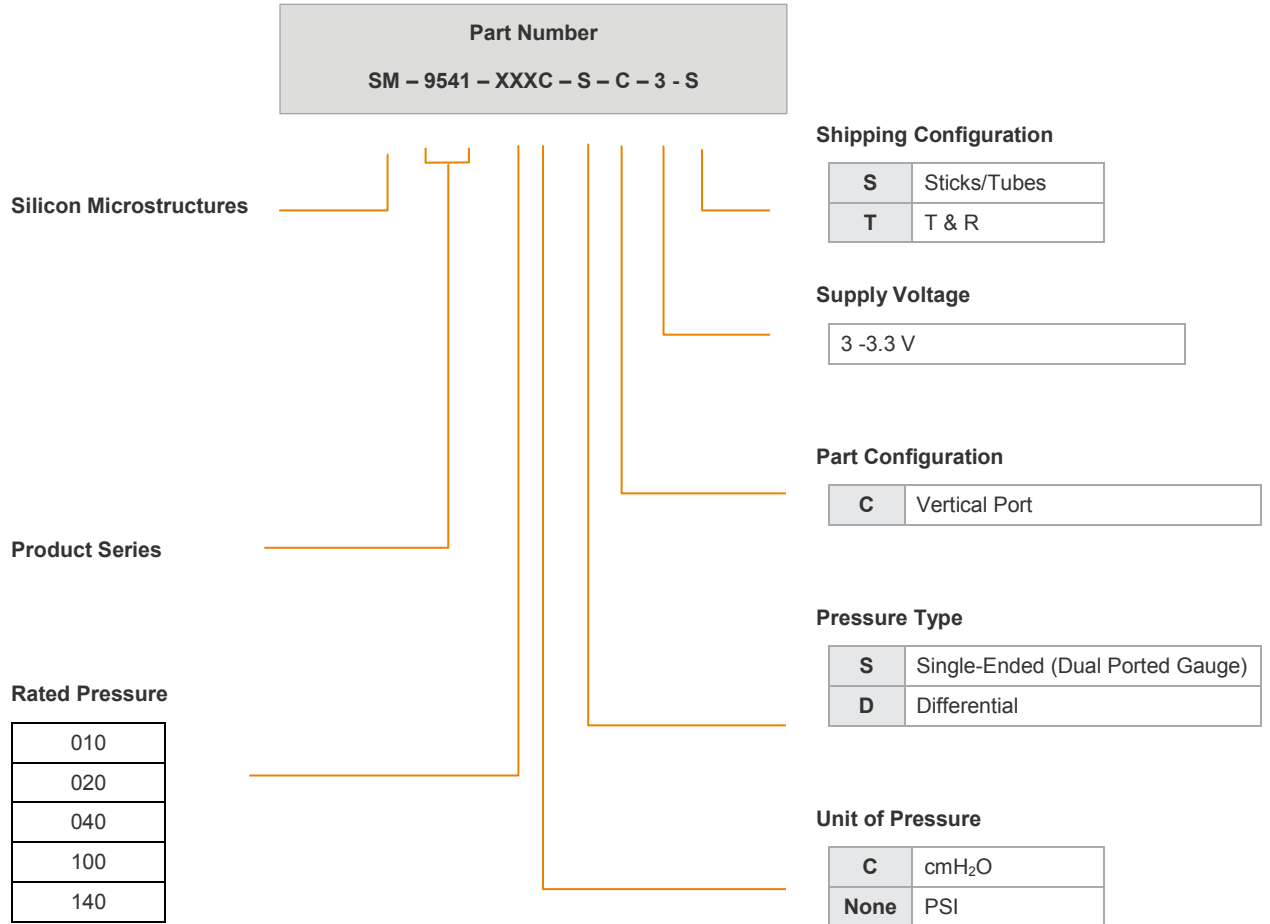 Part Number
SM – 9541 – XXXC – S – C – 3 - S
Shipping Configuration
S Sticks/Tubes
T T & R
Silicon Microstructures
Supply Voltage
3 -3.3 V
Part Configuration
C Vertical Port
Product Series
Pressure Type
S Single-Ended (Dual Ported Gauge)
D Differential
Rated Pressure
010
020
040
100
140
Unit of Pressure
C cmH₂O
None PSI